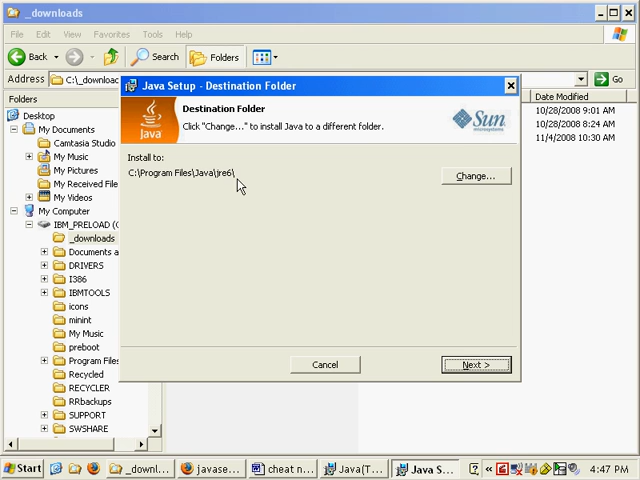 _downloads
File Edit View Favorites Tools Help
Back Search Folders
Address C:\_download Go
Folders
Desktop
My Documents
Camtasia Studio
My Music
My Pictures
My Received File
My Videos
My Computer
IBM_PRELOAD (C
_downloads
Documents a
DRIVERS
I386
IBMTOOLS
icons
minint
My Music
preboot
Program Files
Recycled
RECYCLER
RRbackups
SUPPORT
SWSHARE
Date Modified
10/28/2008 9:01 AM
10/28/2008 8:24 AM
11/4/2008 10:30 AM
Java Setup - Destination Folder
Java
Destination Folder
Click "Change..." to install Java to a different folder.
Sun
microsystems
Install to:
C:\Program Files\Java\jre6\
Change...
Cancel
Next >
Start _downl... javase... cheat n... Java(T... Java S... 4:47 PM